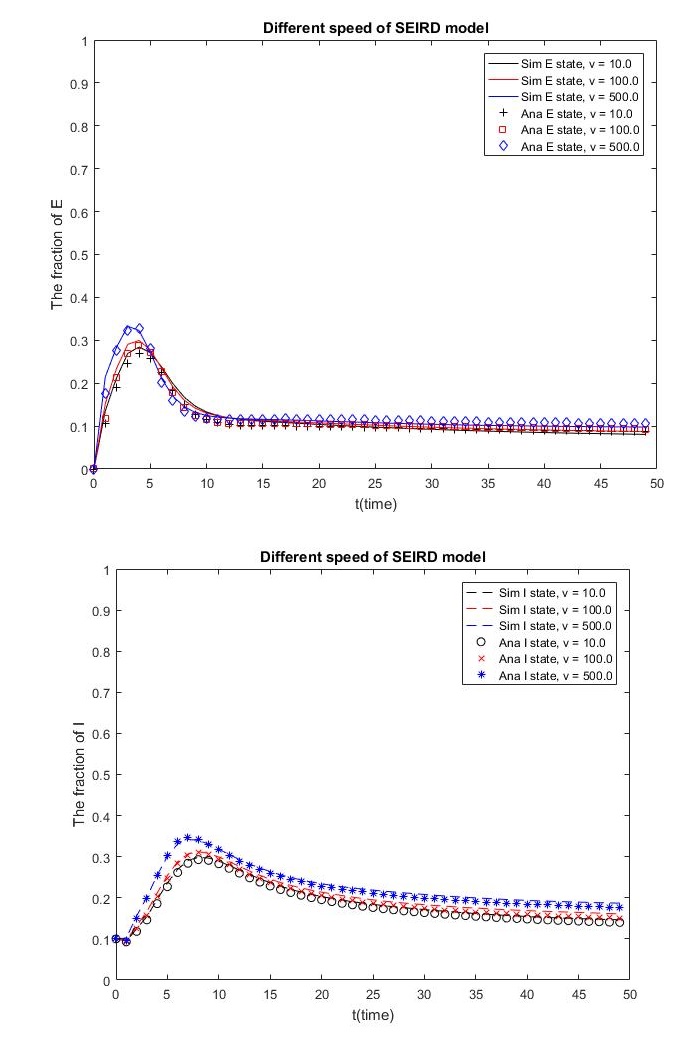 Different speed of SEIRD model
1
0.9
0.8
0.7
0.6
0.5
0.4
0.3
0.2
0.1
0
The fraction of E
Sim E state, v = 10.0
Sim E state, v = 100.0
Sim E state, v = 500.0
Ana E state, v = 10.0
Ana E state, v = 100.0
Ana E state, v = 500.0
0 5 10 15 20 25 30 35 40 45 50
t(time)
Different speed of SEIRD model
1
0.9
0.8
0.7
0.6
0.5
0.4
0.3
0.2
0.1
0
The fraction of I
Sim I state, v = 10.0
Sim I state, v = 100.0
Sim I state, v = 500.0
Ana I state, v = 10.0
Ana I state, v = 100.0
Ana I state, v = 500.0
0 5 10 15 20 25 30 35 40 45 50
t(time)